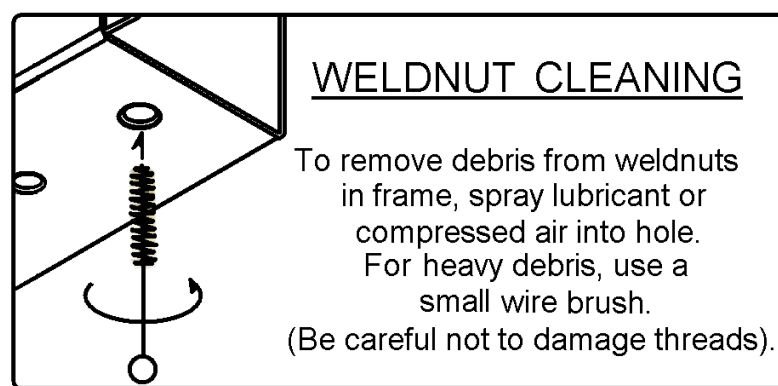 WELDNUT CLEANING
To remove debris from weldnuts
in frame, spray lubricant or
compressed air into hole.
For heavy debris, use a
small wire brush.
(Be careful not to damage threads).